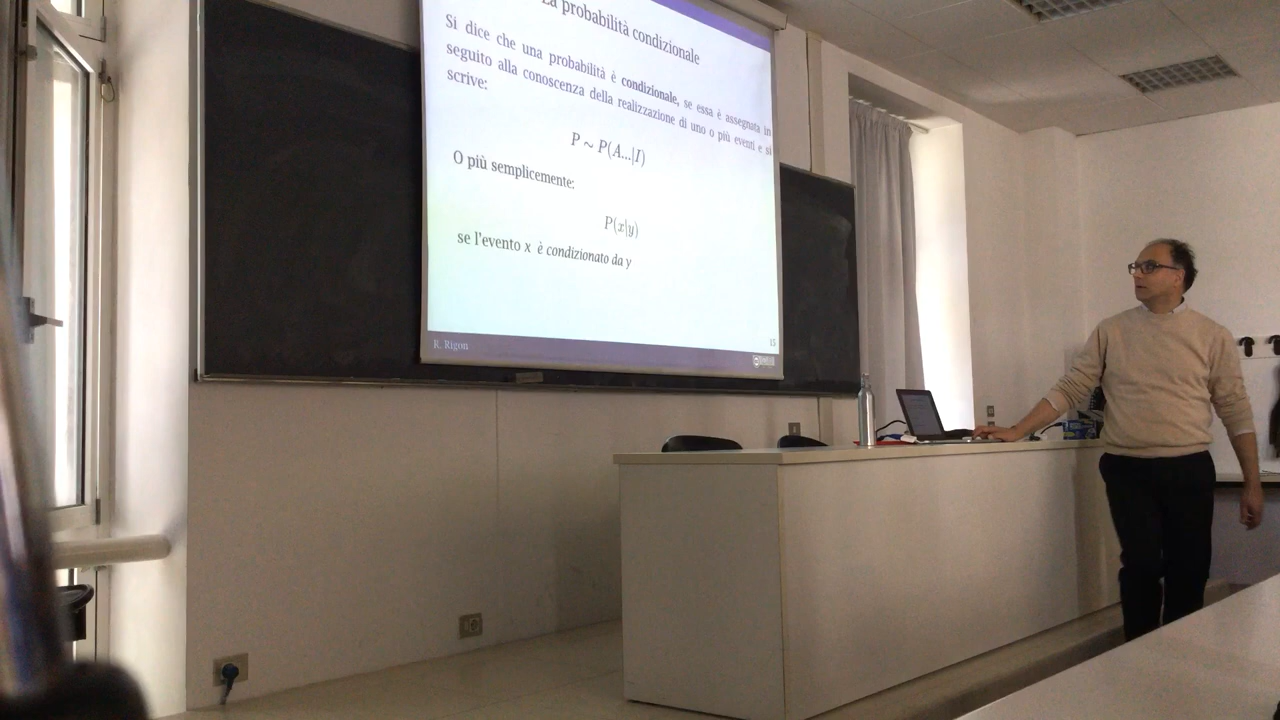 La probabilità condizionale
Si dice che una probabilità è condizionale, se essa è assegnata in
seguito alla conoscenza della realizzazione di uno o più eventi e si
scrive:
P ∼ P(A...|I)
O più semplicemente:
P(x|y)
se l'evento x è condizionato da y
R. Rigon
15